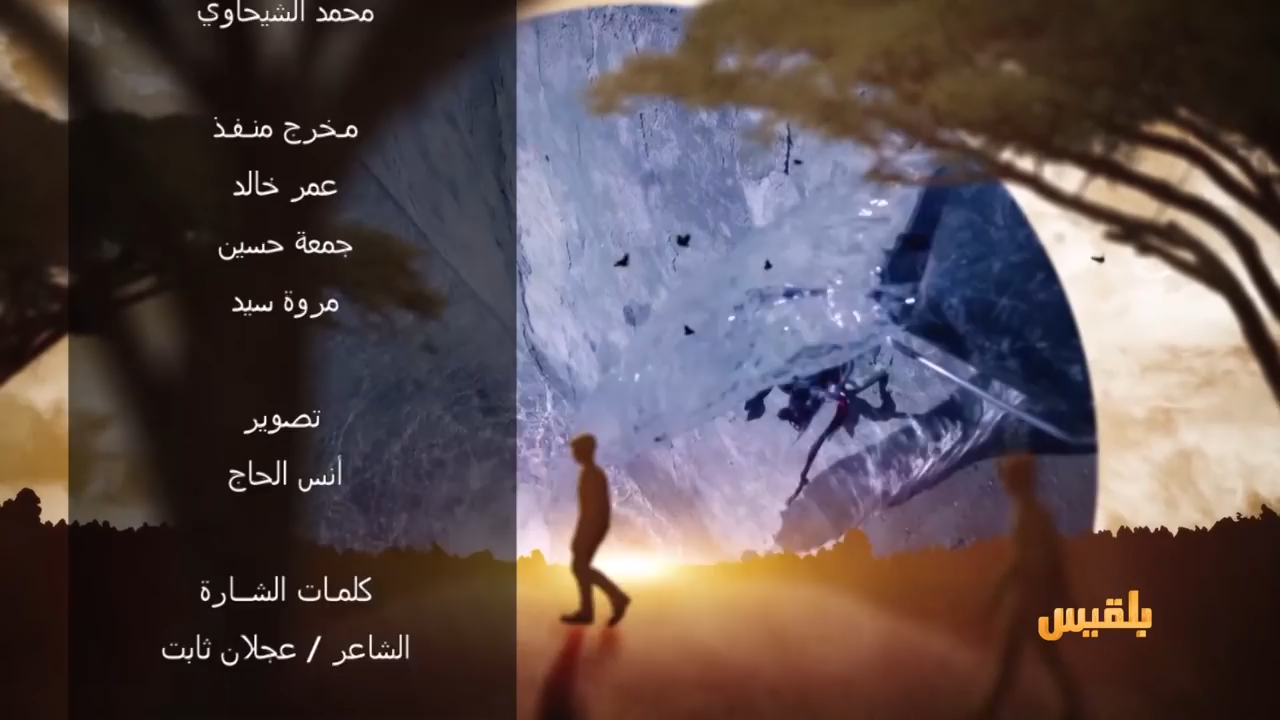 محمد الشيحاوي
مخرج منفذ
عمر خالد
جمعة حسين
مروة سيد
تصوير
أنس الحاج
كلمات الشارة
الشاعر / عجلان ثابت
بلقيس